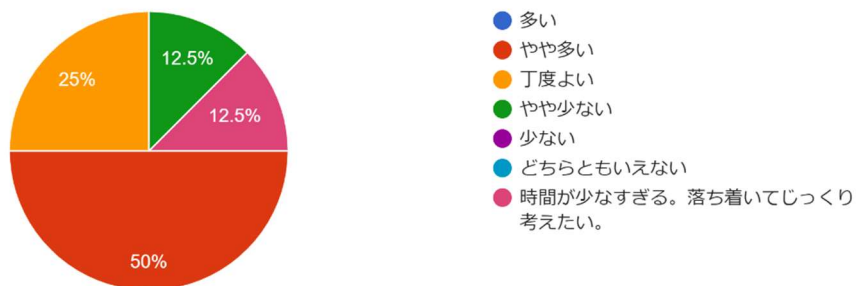 多い
やや多い
丁度よい
やや少ない
少ない
どちらともいえない
時間が少なすぎる。落ち着いてじっくり
考えたい。
12.5%
25%
12.5%
50%